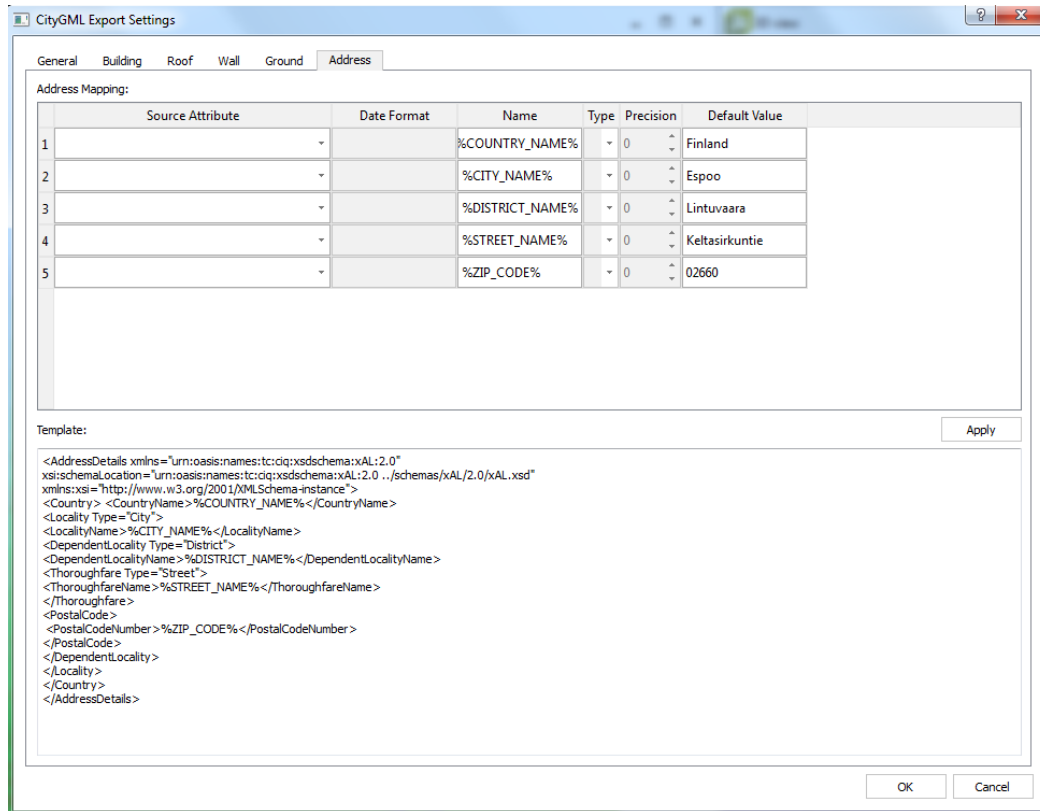 CityGML Export Settings
General Building Roof Wall Ground Address
Address Mapping:
Source Attribute Date Format Name Type Precision Default Value
1 %COUNTRY_NAME% 0 Finland
2 %CITY_NAME% 0 Espoo
3 %DISTRICT_NAME% 0 Lintuvaara
4 %STREET_NAME% 0 Keltasirkuntie
5 %ZIP_CODE% 0 02660
Template:
Apply
<AddressDetails xmlns="urn:oasis:names:tc:ciq:xsdschema:xAL:2.0"
xsi:schemaLocation="urn:oasis:names:tc:ciq:xsdschema:xAL:2.0 ../schemas/xAL/2.0/xAL.xsd"
xmlns:xsi="http://www.w3.org/2001/XMLSchema-instance">
<Country> <CountryName>%COUNTRY_NAME%</CountryName>
<Locality Type="City">
<LocalityName>%CITY_NAME%</LocalityName>
<DependentLocality Type="District">
<DependentLocalityName>%DISTRICT_NAME%</DependentLocalityName>
<Thoroughfare Type="Street">
<ThoroughfareName>%STREET_NAME%</ThoroughfareName>
</Thoroughfare>
<PostalCode>
<PostalCodeNumber>%ZIP_CODE%</PostalCodeNumber>
</PostalCode>
</DependentLocality>
</Locality>
</Country>
</AddressDetails>
OK Cancel